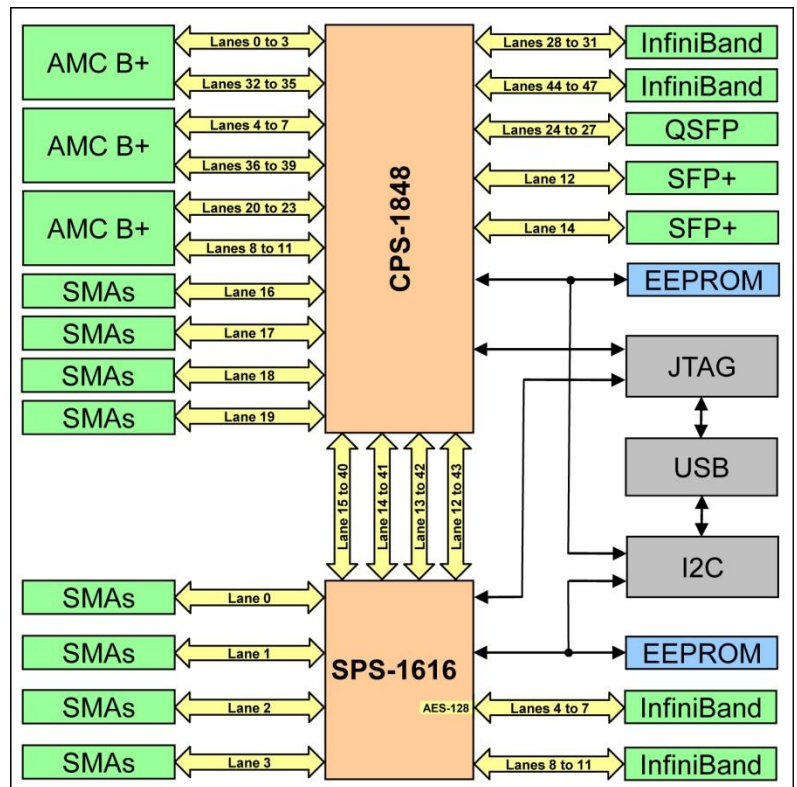 AMC B+
Lanes 0 to 3
Lanes 32 to 35
AMC B+
Lanes 4 to 7
Lanes 36 to 39
AMC B+
Lanes 20 to 23
Lanes 8 to 11
SMAs
Lane 16
SMAs
Lane 17
SMAs
Lane 18
SMAs
Lane 19
CPS-1848
Lanes 28 to 31
InfiniBand
Lanes 44 to 47
InfiniBand
Lanes 24 to 27
QSFP
Lane 12
SFP+
Lane 14
SFP+
EEPROM
JTAG
USB
I2C
Lane 15 to 40
Lane 14 to 41
Lane 13 to 42
Lane 12 to 43
SMAs
Lane 0
SMAs
Lane 1
SMAs
Lane 2
SMAs
Lane 3
SPS-1616
AES-128
EEPROM
Lanes 4 to 7
InfiniBand
Lanes 8 to 11
InfiniBand